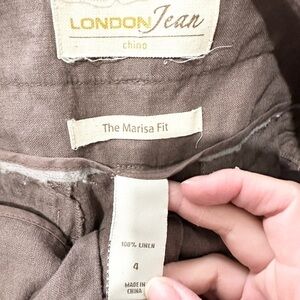 LONDON Jean
chino
The Marisa Fit
100% LINEN
4
MADE IN
CHINA